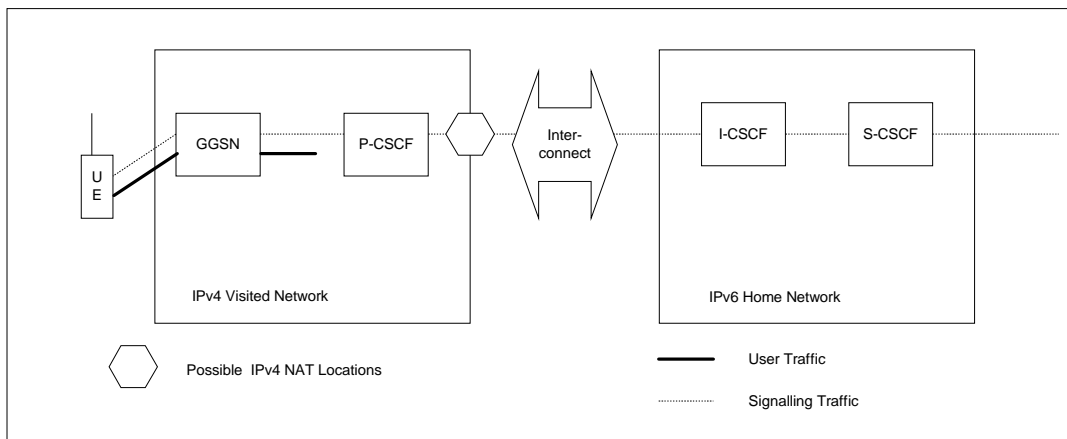 GGSN
P-CSCF
Inter-
connect
I-CSCF
S-CSCF
U
E
IPv4 Visited Network
IPv6 Home Network
Possible IPv4 NAT Locations
User Traffic
Signalling Traffic